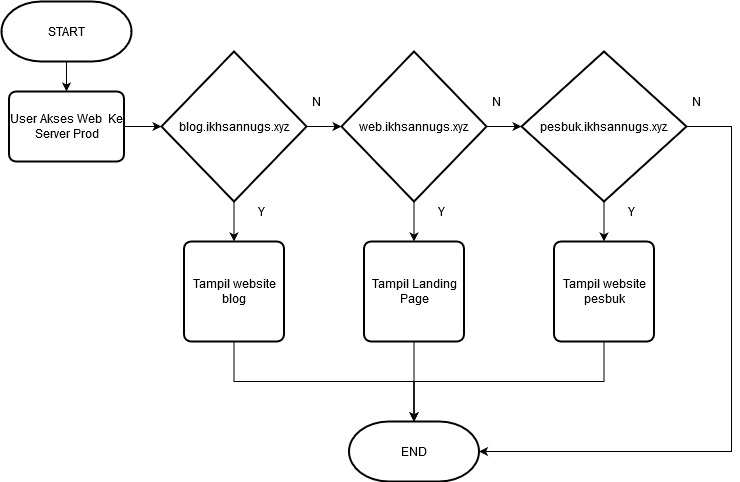 START
User Akses Web  Ke
Server Prod
blog.ikhsannugs.xyz
N
web.ikhsannugs.xyz
N
pesbuk.ikhsannugs.xyz
N
Y
Y
Y
Tampil website
blog
Tampil Landing
Page
Tampil website
pesbuk
END